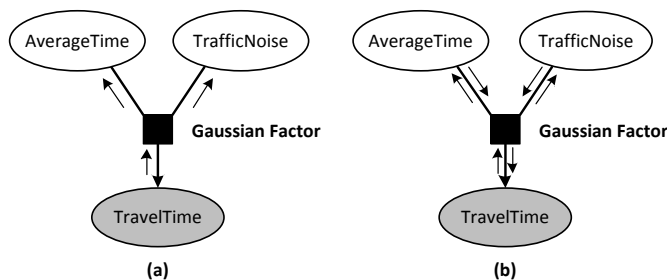 AverageTime
TrafficNoise
Gaussian Factor
TravelTime
(a)
AverageTime
TrafficNoise
Gaussian Factor
TravelTime
(b)